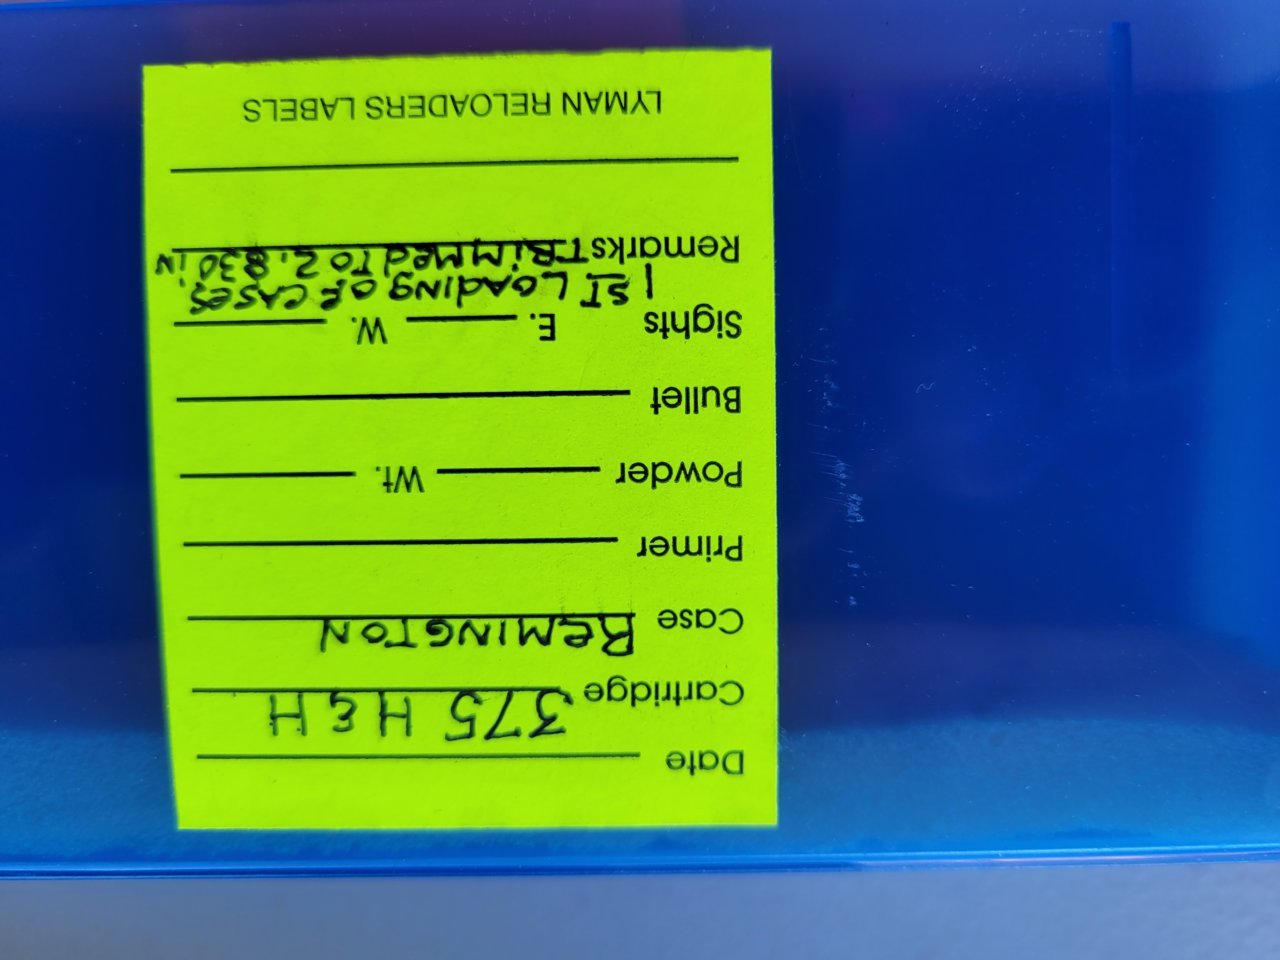 Date
Cartridge 375 H & H
Case REMINGTON
Primer
Powder Wt.
Bullet
Sights E. W.
1ST LOADING OF CASES.
Remarks TRIMMED TO 2.830 IN
LYMAN RELOADERS LABELS